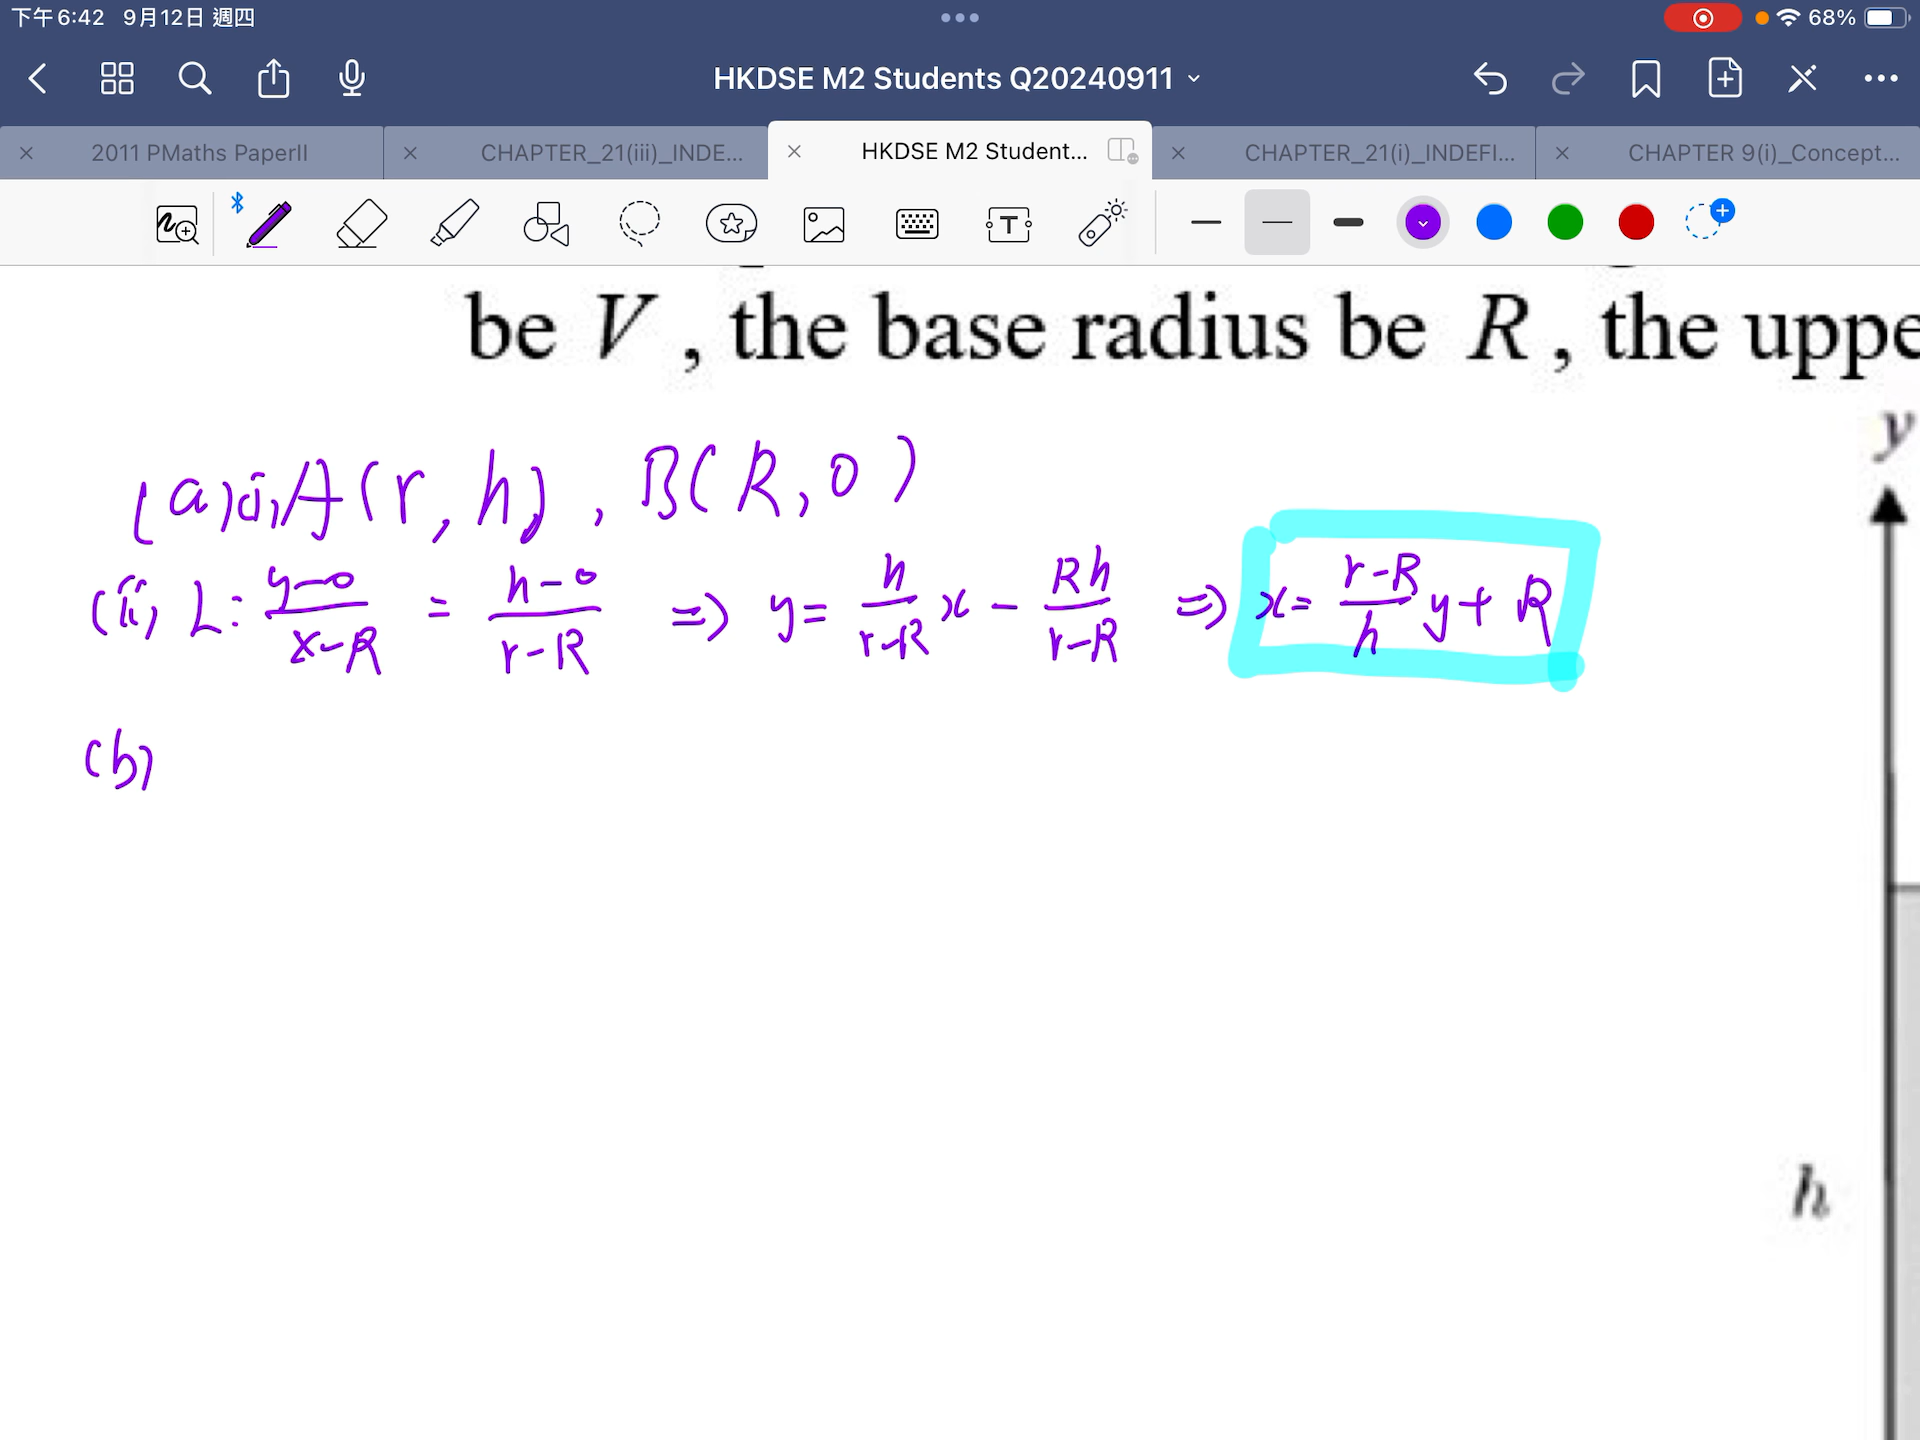 下午6:42 9月12日 週四
68%
HKDSE M2 Students Q20240911
2011 PMaths PaperII
CHAPTER_21(iii)_INDE...
HKDSE M2 Student...
CHAPTER_21(i)_INDEFI...
CHAPTER 9(i)_Concept...
be V , the base radius be R , the uppe
y
(a)(i) A(r, h) , B(R, 0)
(ii) L: (y-0)/(x-R) = (h-0)/(r-R) => y = h/(r-R) x - Rh/(r-R) => x = (r-R)/h y + R
(b)
h